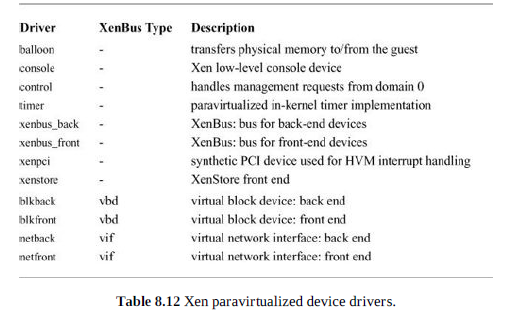 Driver XenBus Type Description
balloon - transfers physical memory to/from the guest
console - Xen low-level console device
control - handles management requests from domain 0
timer - paravirtualized in-kernel timer implementation
xenbus_back - XenBus: bus for back-end devices
xenbus_front - XenBus: bus for front-end devices
xenpci - synthetic PCI device used for HVM interrupt handling
xenstore - XenStore front end
blkback vbd virtual block device: back end
blkfront vbd virtual block device: front end
netback vif virtual network interface: back end
netfront vif virtual network interface: front end
Table 8.12 Xen paravirtualized device drivers.